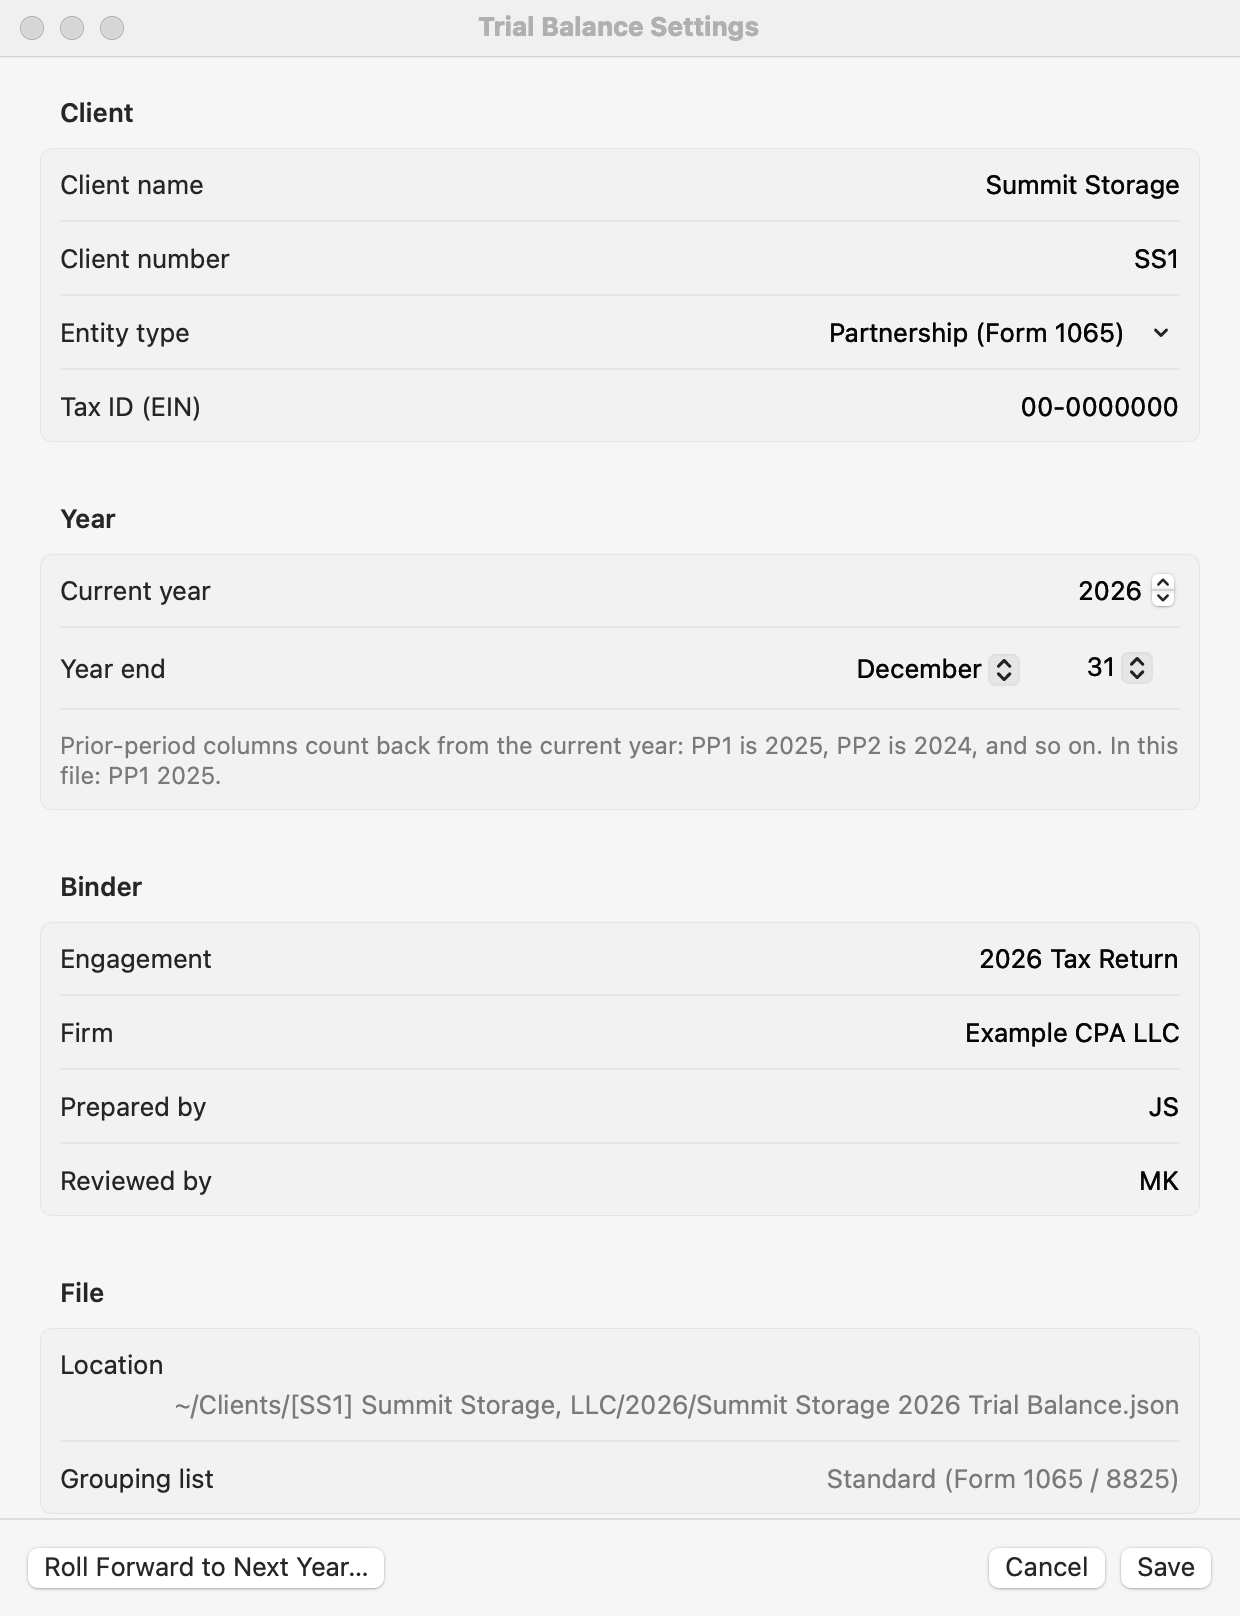 Trial Balance Settings
Client
Client name Summit Storage
Client number SS1
Entity type Partnership (Form 1065)
Tax ID (EIN) 00-0000000
Year
Current year 2026
Year end December 31
Prior-period columns count back from the current year: PP1 is 2025, PP2 is 2024, and so on. In this
file: PP1 2025.
Binder
Engagement 2026 Tax Return
Firm Example CPA LLC
Prepared by JS
Reviewed by MK
File
Location
~/Clients/[SS1] Summit Storage, LLC/2026/Summit Storage 2026 Trial Balance.json
Grouping list Standard (Form 1065 / 8825)
Roll Forward to Next Year... Cancel Save